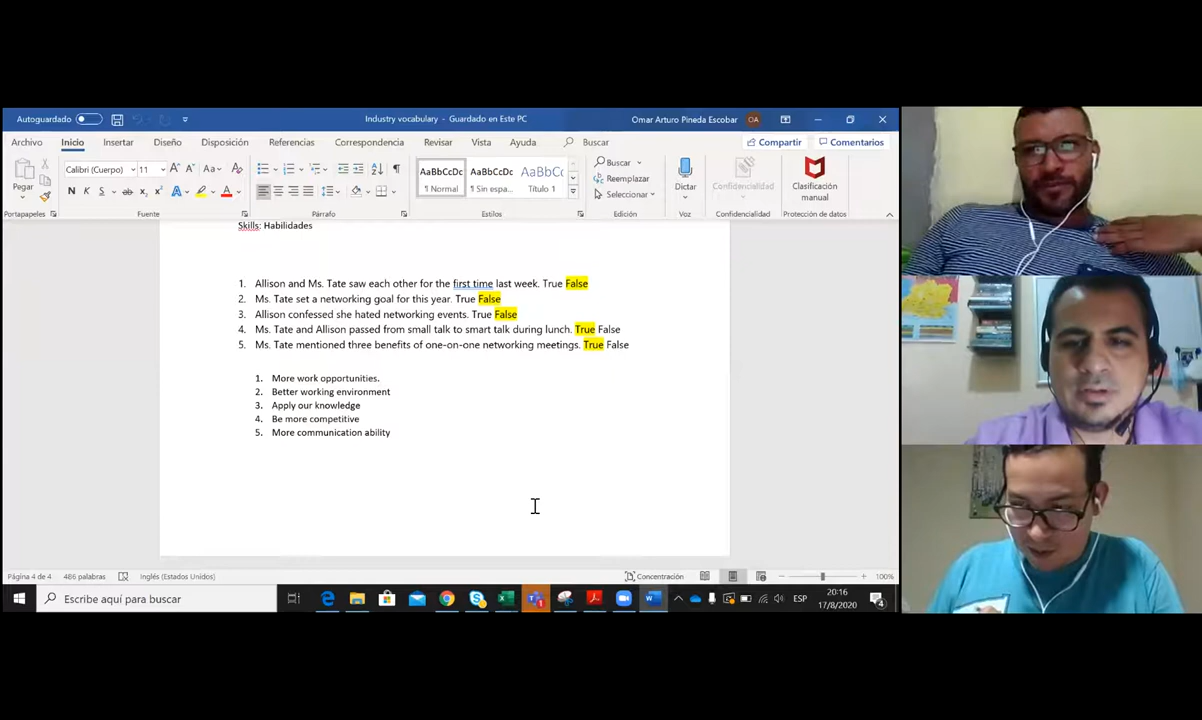 Autoguardado
Industry vocabulary - Guardado en Este PC
Omar Arturo Pineda Escobar
OA
Archivo Inicio Insertar Diseño Disposición Referencias Correspondencia Revisar Vista Ayuda Buscar
Compartir Comentarios
Pegar
Calibri (Cuerpo) 11
Aa
N K S ab x₂ x²
AaBbCcDc AaBbCcDc AaBbCc
¶ Normal ¶ Sin espa... Título 1
Buscar
Reemplazar
Seleccionar
Dictar
Confidencialidad
Clasificación manual
Portapapeles Fuente Párrafo Estilos Edición Voz Confidencialidad Protección de datos
Skills: Habilidades
1. Allison and Ms. Tate saw each other for the first time last week. True False
2. Ms. Tate set a networking goal for this year. True False
3. Allison confessed she hated networking events. True False
4. Ms. Tate and Allison passed from small talk to smart talk during lunch. True False
5. Ms. Tate mentioned three benefits of one-on-one networking meetings. True False
1. More work opportunities.
2. Better working environment
3. Apply our knowledge
4. Be more competitive
5. More communication ability
Página 4 de 4 486 palabras Inglés (Estados Unidos)
Concentración
100%
Escribe aquí para buscar
ESP
20:16
17/8/2020
4